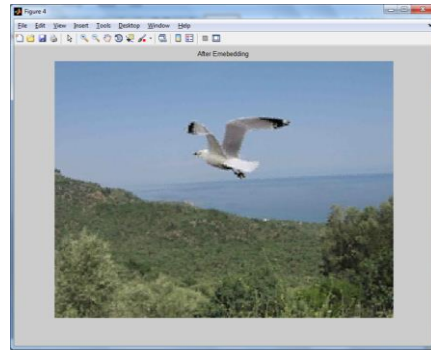 Figure 4
File Edit View Insert Tools Desktop Window Help
After Emebedding